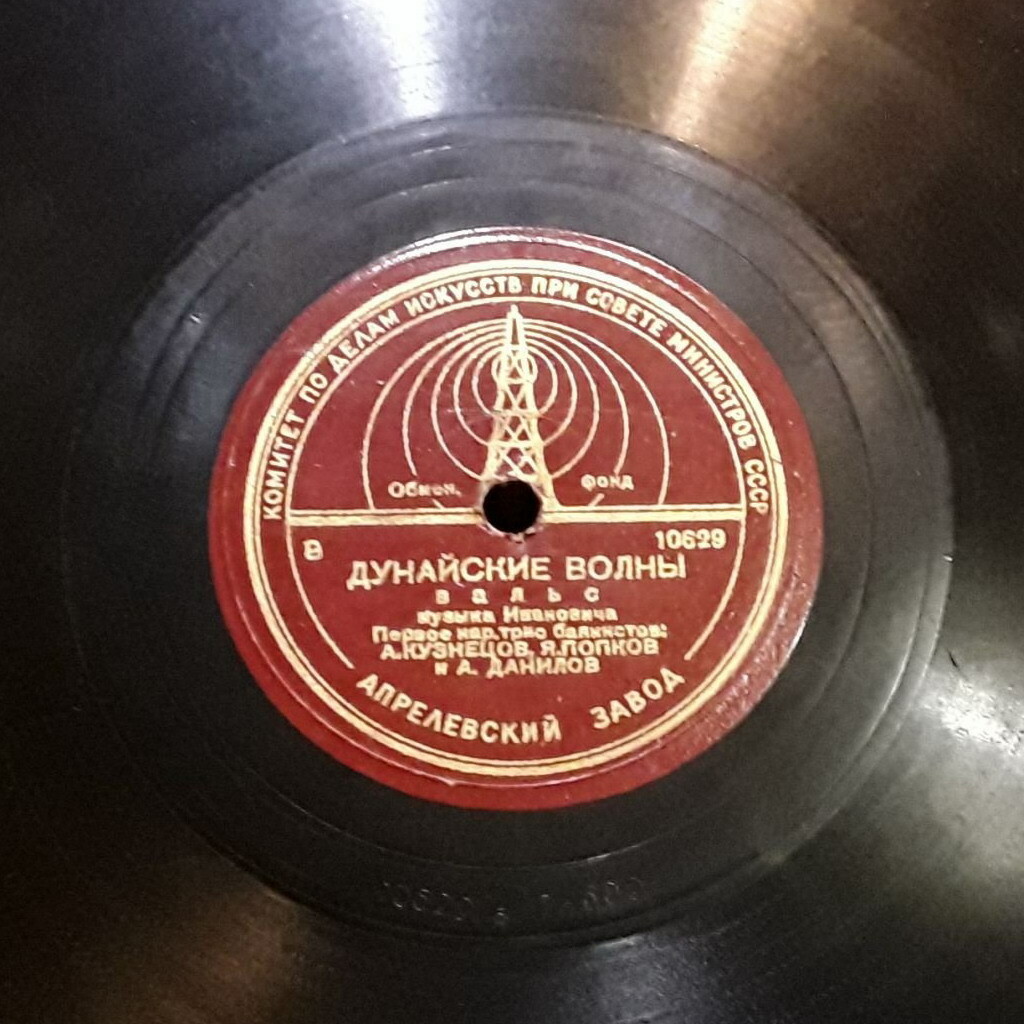 КОМИТЕТ ПО ДЕЛАМ ИСКУССТВ ПРИ СОВЕТЕ МИНИСТРОВ СССР
Обмен. фонд
В 10629
ДУНАЙСКИЕ ВОЛНЫ
вальс
музыка Ивановича
Первое нар.трио баянистов:
А.КУЗНЕЦОВ, Я.ПОПКОВ
и А. ДАНИЛОВ
АПРЕЛЕВСКИЙ ЗАВОД